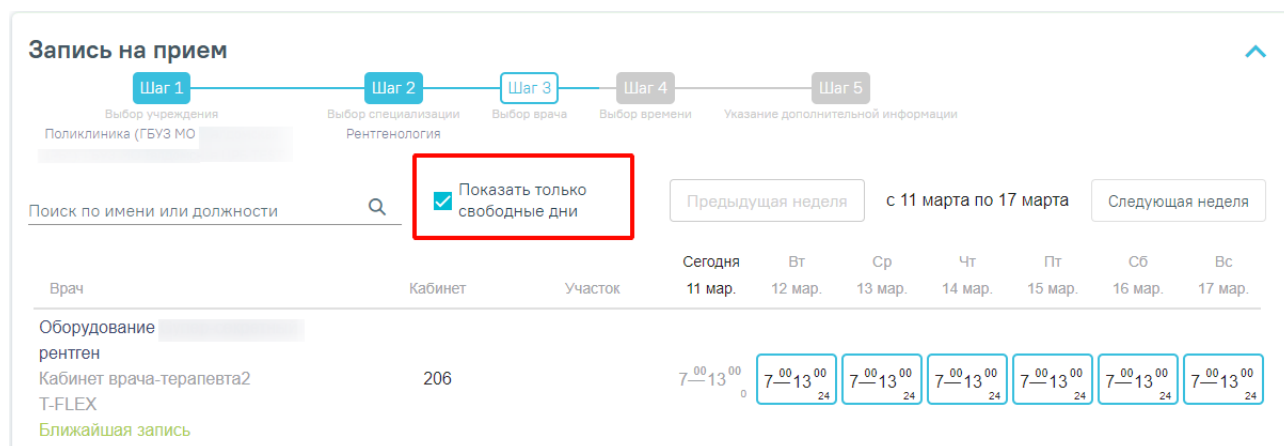 Запись на прием
Шаг 1 Шаг 2 Шаг 3 Шаг 4 Шаг 5
Выбор учреждения Выбор специализации Выбор врача Выбор времени Указание дополнительной информации
Поликлиника (ГБУЗ МО Рентгенология
Показать только
свободные дни
Поиск по имени или должности
Предыдущая неделя с 11 марта по 17 марта Следующая неделя
Сегодня Вт Ср Чт Пт Сб Вс
Врач Кабинет Участок 11 мар. 12 мар. 13 мар. 14 мар. 15 мар. 16 мар. 17 мар.
Оборудование
рентген
Кабинет врача-терапевта2
T-FLEX
Ближайшая запись
206
7 00 — 13 00 0
7 00 — 13 00 24
7 00 — 13 00 24
7 00 — 13 00 24
7 00 — 13 00 24
7 00 — 13 00 24
7 00 — 13 00 24